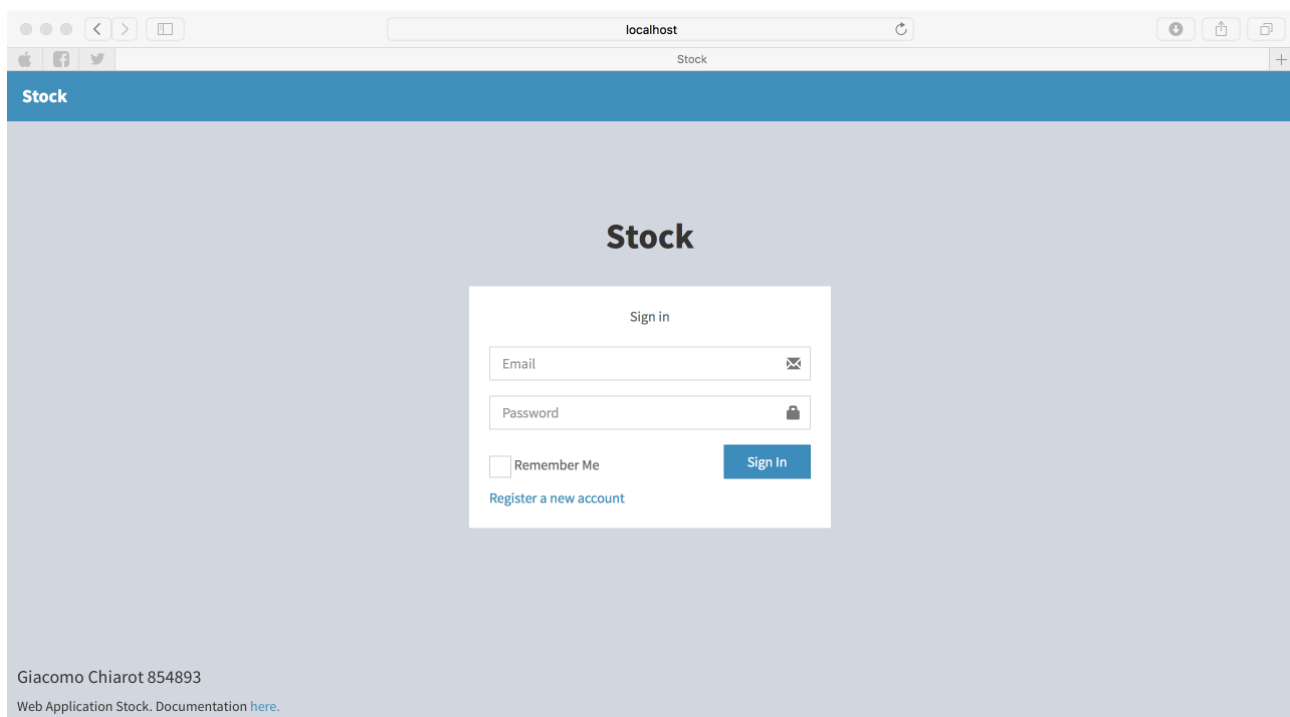 localhost
Stock
Stock
Stock
Sign in
Email
Password
Remember Me
Sign In
Register a new account
Giacomo Chiarot 854893
Web Application Stock. Documentation here.